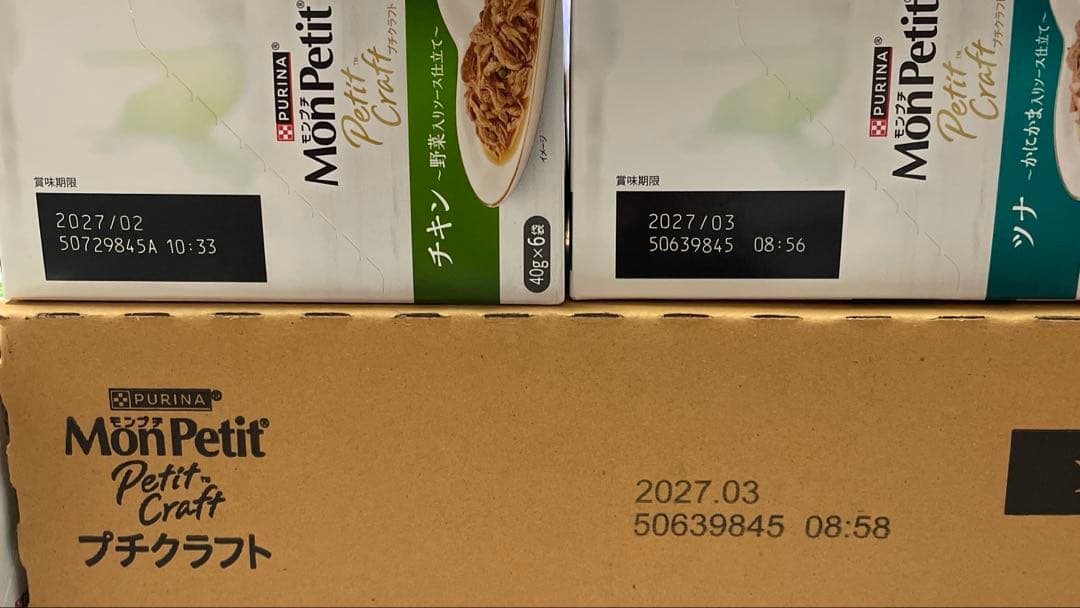 PURINA
モンプチ
MonPetit®
Petit™
Craft
プチクラフト
チキン ~野菜入りソース仕立て~
イメージ
40g×6袋
賞味期限
2027/02
50729845A 10:33
PURINA
モンプチ
MonPetit
Petit™
Craft
プチクラフト
ツナ ~かにかま入りソース仕立て~
賞味期限
2027/03
50639845 08:56
PURINA
モンプチ
MonPetit®
Petit™
Craft
プチクラフト
2027.03
50639845 08:58